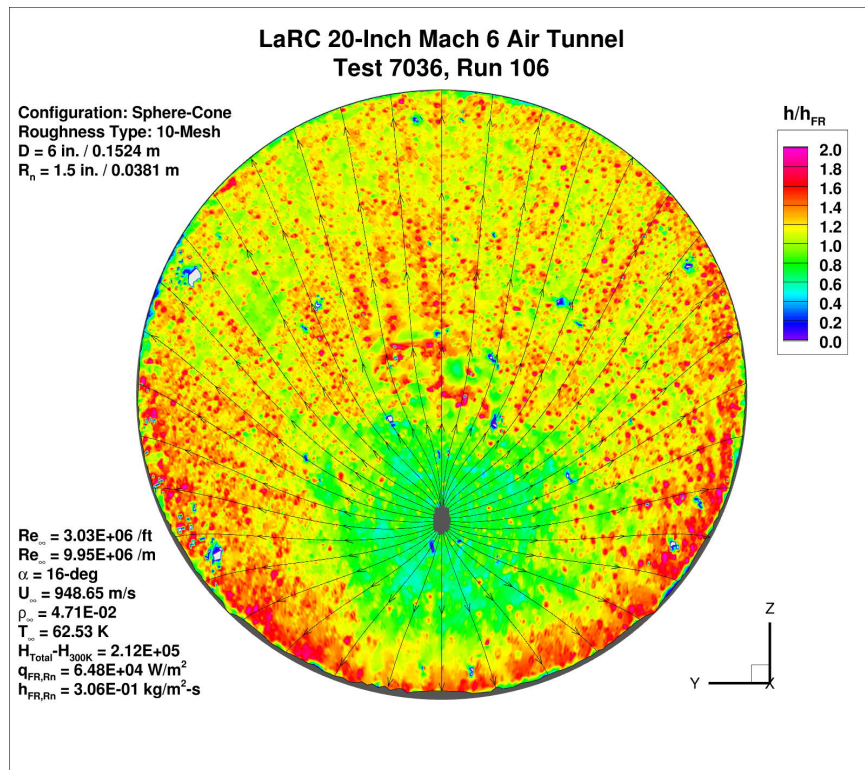 LaRC 20-Inch Mach 6 Air Tunnel
Test 7036, Run 106
Configuration: Sphere-Cone
Roughness Type: 10-Mesh
D = 6 in. / 0.1524 m
Rn = 1.5 in. / 0.0381 m
h/hFR
2.0
1.8
1.6
1.4
1.2
1.0
0.8
0.6
0.4
0.2
0.0
Re∞ = 3.03E+06 /ft
Re∞ = 9.95E+06 /m
α = 16-deg
U∞ = 948.65 m/s
ρ∞ = 4.71E-02
T∞ = 62.53 K
HTotal-H300K = 2.12E+05
qFR,Rn = 6.48E+04 W/m²
hFR,Rn = 3.06E-01 kg/m²-s
Z
Y
X